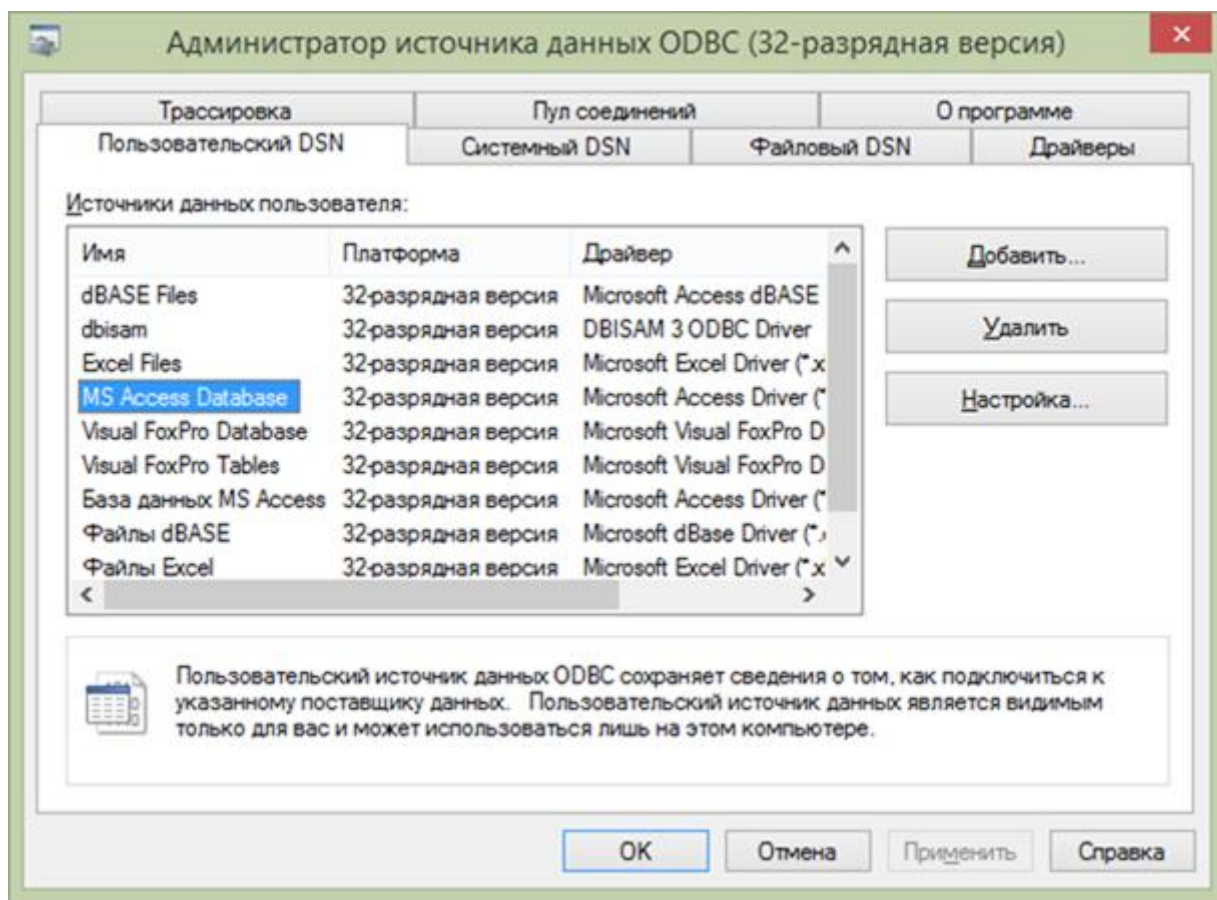 Администратор источника данных ODBC (32-разрядная версия)
Трассировка Пул соединений О программе
Пользовательский DSN Системный DSN Файловый DSN Драйверы
Источники данных пользователя:
Имя Платформа Драйвер
dBASE Files 32-разрядная версия Microsoft Access dBASE
dbisam 32-разрядная версия DBISAM 3 ODBC Driver
Excel Files 32-разрядная версия Microsoft Excel Driver (*.x
MS Access Database 32-разрядная версия Microsoft Access Driver (*
Visual FoxPro Database 32-разрядная версия Microsoft Visual FoxPro D
Visual FoxPro Tables 32-разрядная версия Microsoft Visual FoxPro D
База данных MS Access 32-разрядная версия Microsoft Access Driver (*
Файлы dBASE 32-разрядная версия Microsoft dBase Driver (*.
Файлы Excel 32-разрядная версия Microsoft Excel Driver (*.x
Добавить...
Удалить
Настройка...
Пользовательский источник данных ODBC сохраняет сведения о том, как подключиться к
указанному поставщику данных. Пользовательский источник данных является видимым
только для вас и может использоваться лишь на этом компьютере.
OK Отмена Применить Справка